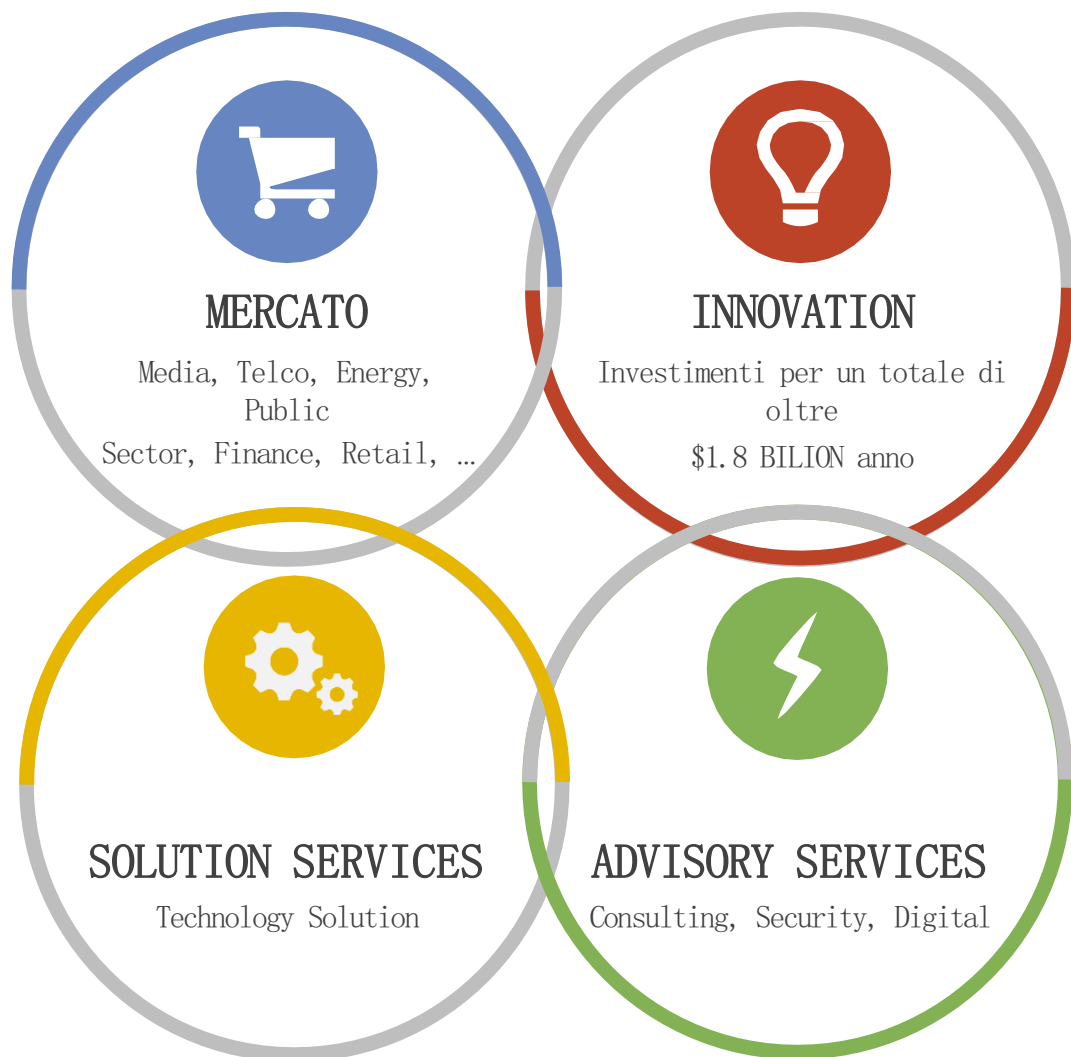 MERCATO
Media, Telco, Energy,
Public
Sector, Finance, Retail, …
INNOVATION
Investimenti per un totale di
oltre
$1.8 BILION anno
SOLUTION SERVICES
Technology Solution
ADVISORY SERVICES
Consulting, Security, Digital